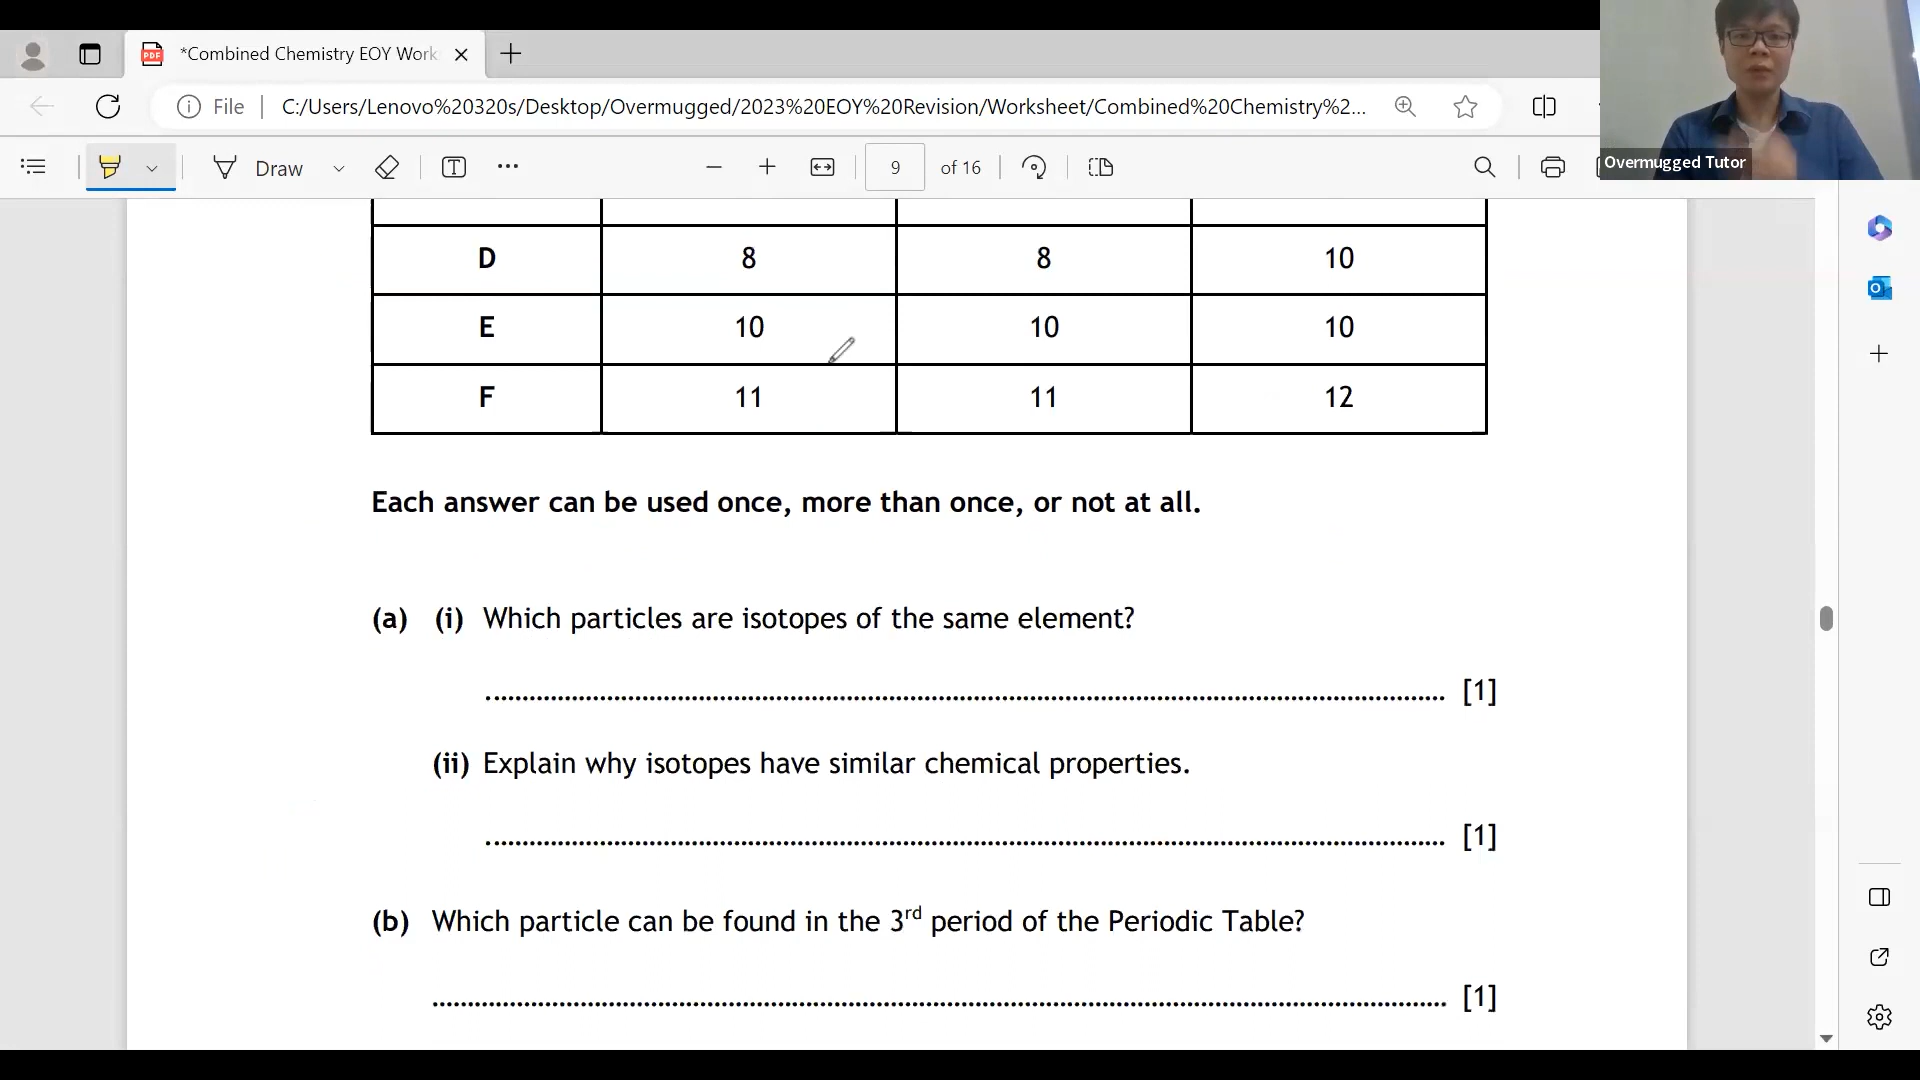 *Combined Chemistry EOY Work
File
C:/Users/Lenovo%20320s/Desktop/Overmugged/2023%20EOY%20Revision/Worksheet/Combined%20Chemistry%2...
Overmugged Tutor
Draw
9 of 16
D 8 8 10
E 10 10 10
F 11 11 12
Each answer can be used once, more than once, or not at all.
(a) (i) Which particles are isotopes of the same element?
[1]
(ii) Explain why isotopes have similar chemical properties.
[1]
(b) Which particle can be found in the 3rd period of the Periodic Table?
[1]